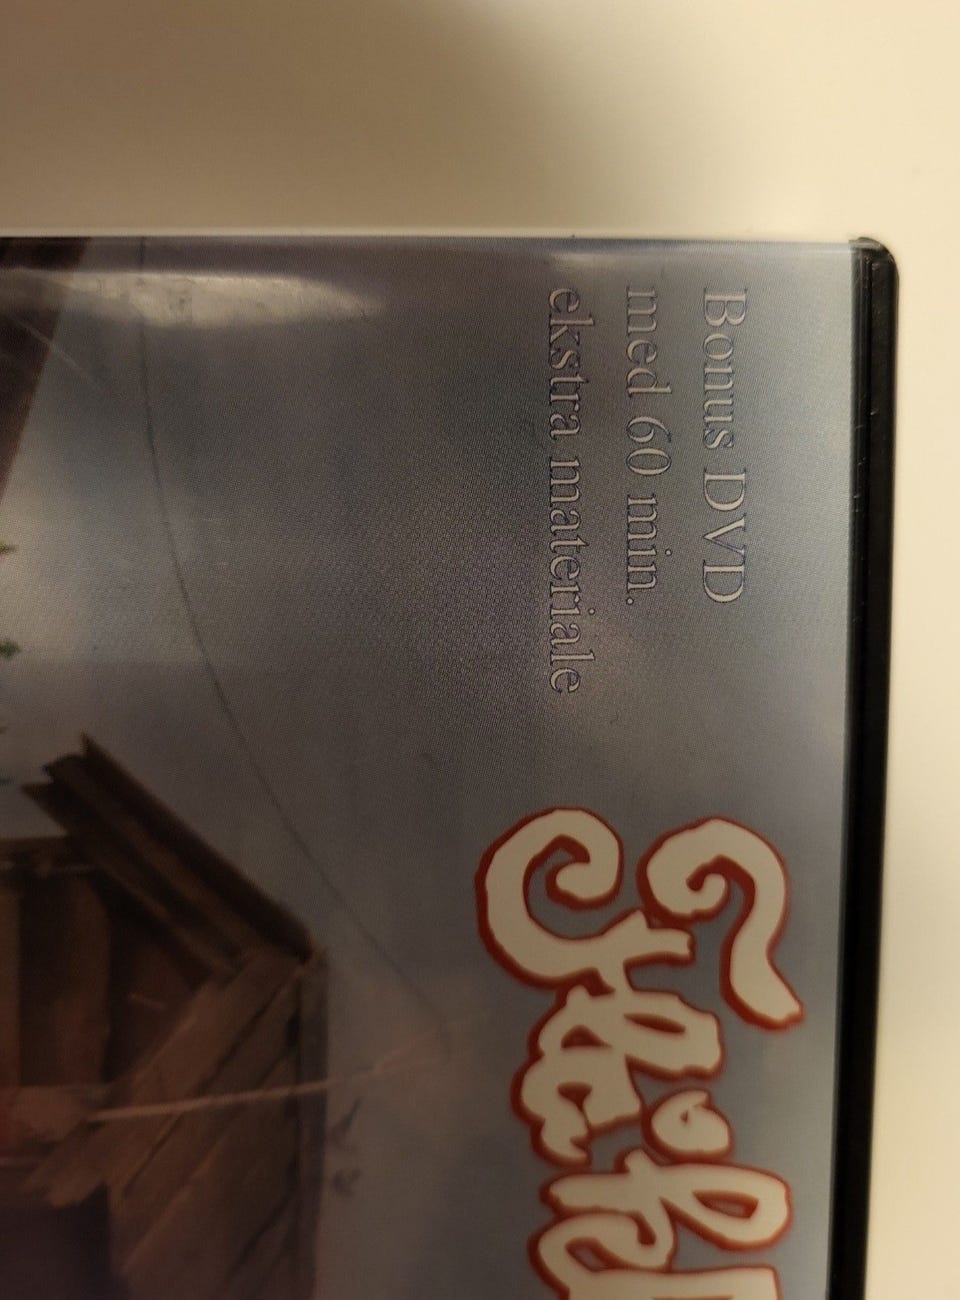 Bonus DVD
med 60 min.
ekstra materiale